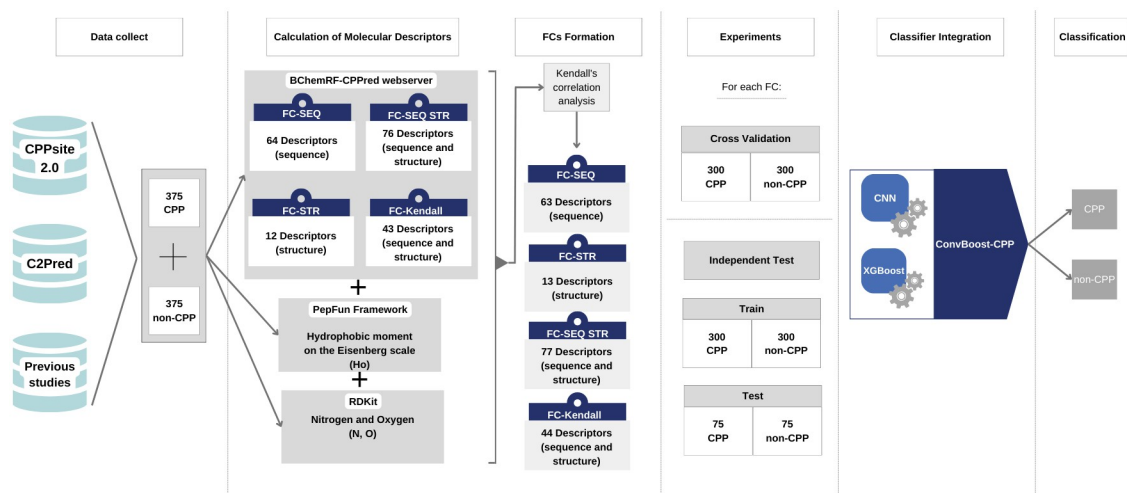 Data collect
Calculation of Molecular Descriptors
FCs Formation
Experiments
Classifier Integration
Classification
CPPsite
2.0
C2Pred
Previous
studies
375
CPP
375
non-CPP
BChemRF-CPPred webserver
FC-SEQ
64 Descriptors
(sequence)
FC-SEQ STR
76 Descriptors
(sequence and
structure)
FC-STR
12 Descriptors
(structure)
FC-Kendall
43 Descriptors
(sequence and
structure)
+
PepFun Framework
Hydrophobic moment
on the Eisenberg scale
(Ho)
+
RDKit
Nitrogen and Oxygen
(N, O)
Kendall's
correlation
analysis
FC-SEQ
63 Descriptors
(sequence)
FC-STR
13 Descriptors
(structure)
FC-SEQ STR
77 Descriptors
(sequence and
structure)
FC-Kendall
44 Descriptors
(sequence and
structure)
For each FC:
Cross Validation
300
CPP
300
non-CPP
Independent Test
Train
300
CPP
300
non-CPP
Test
75
CPP
75
non-CPP
CNN
XGBoost
ConvBoost-CPP
CPP
non-CPP